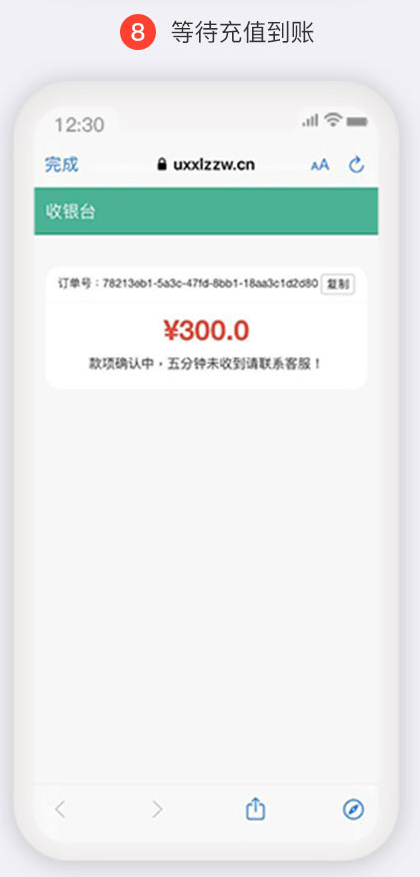 8 等待充值到账
12:30
完成 uxxlzzw.cn AA
收银台
订单号：78213eb1-5a3c-47fd-8bb1-18aa3c1d2d80 复制
¥300.0
款项确认中，五分钟未收到请联系客服！